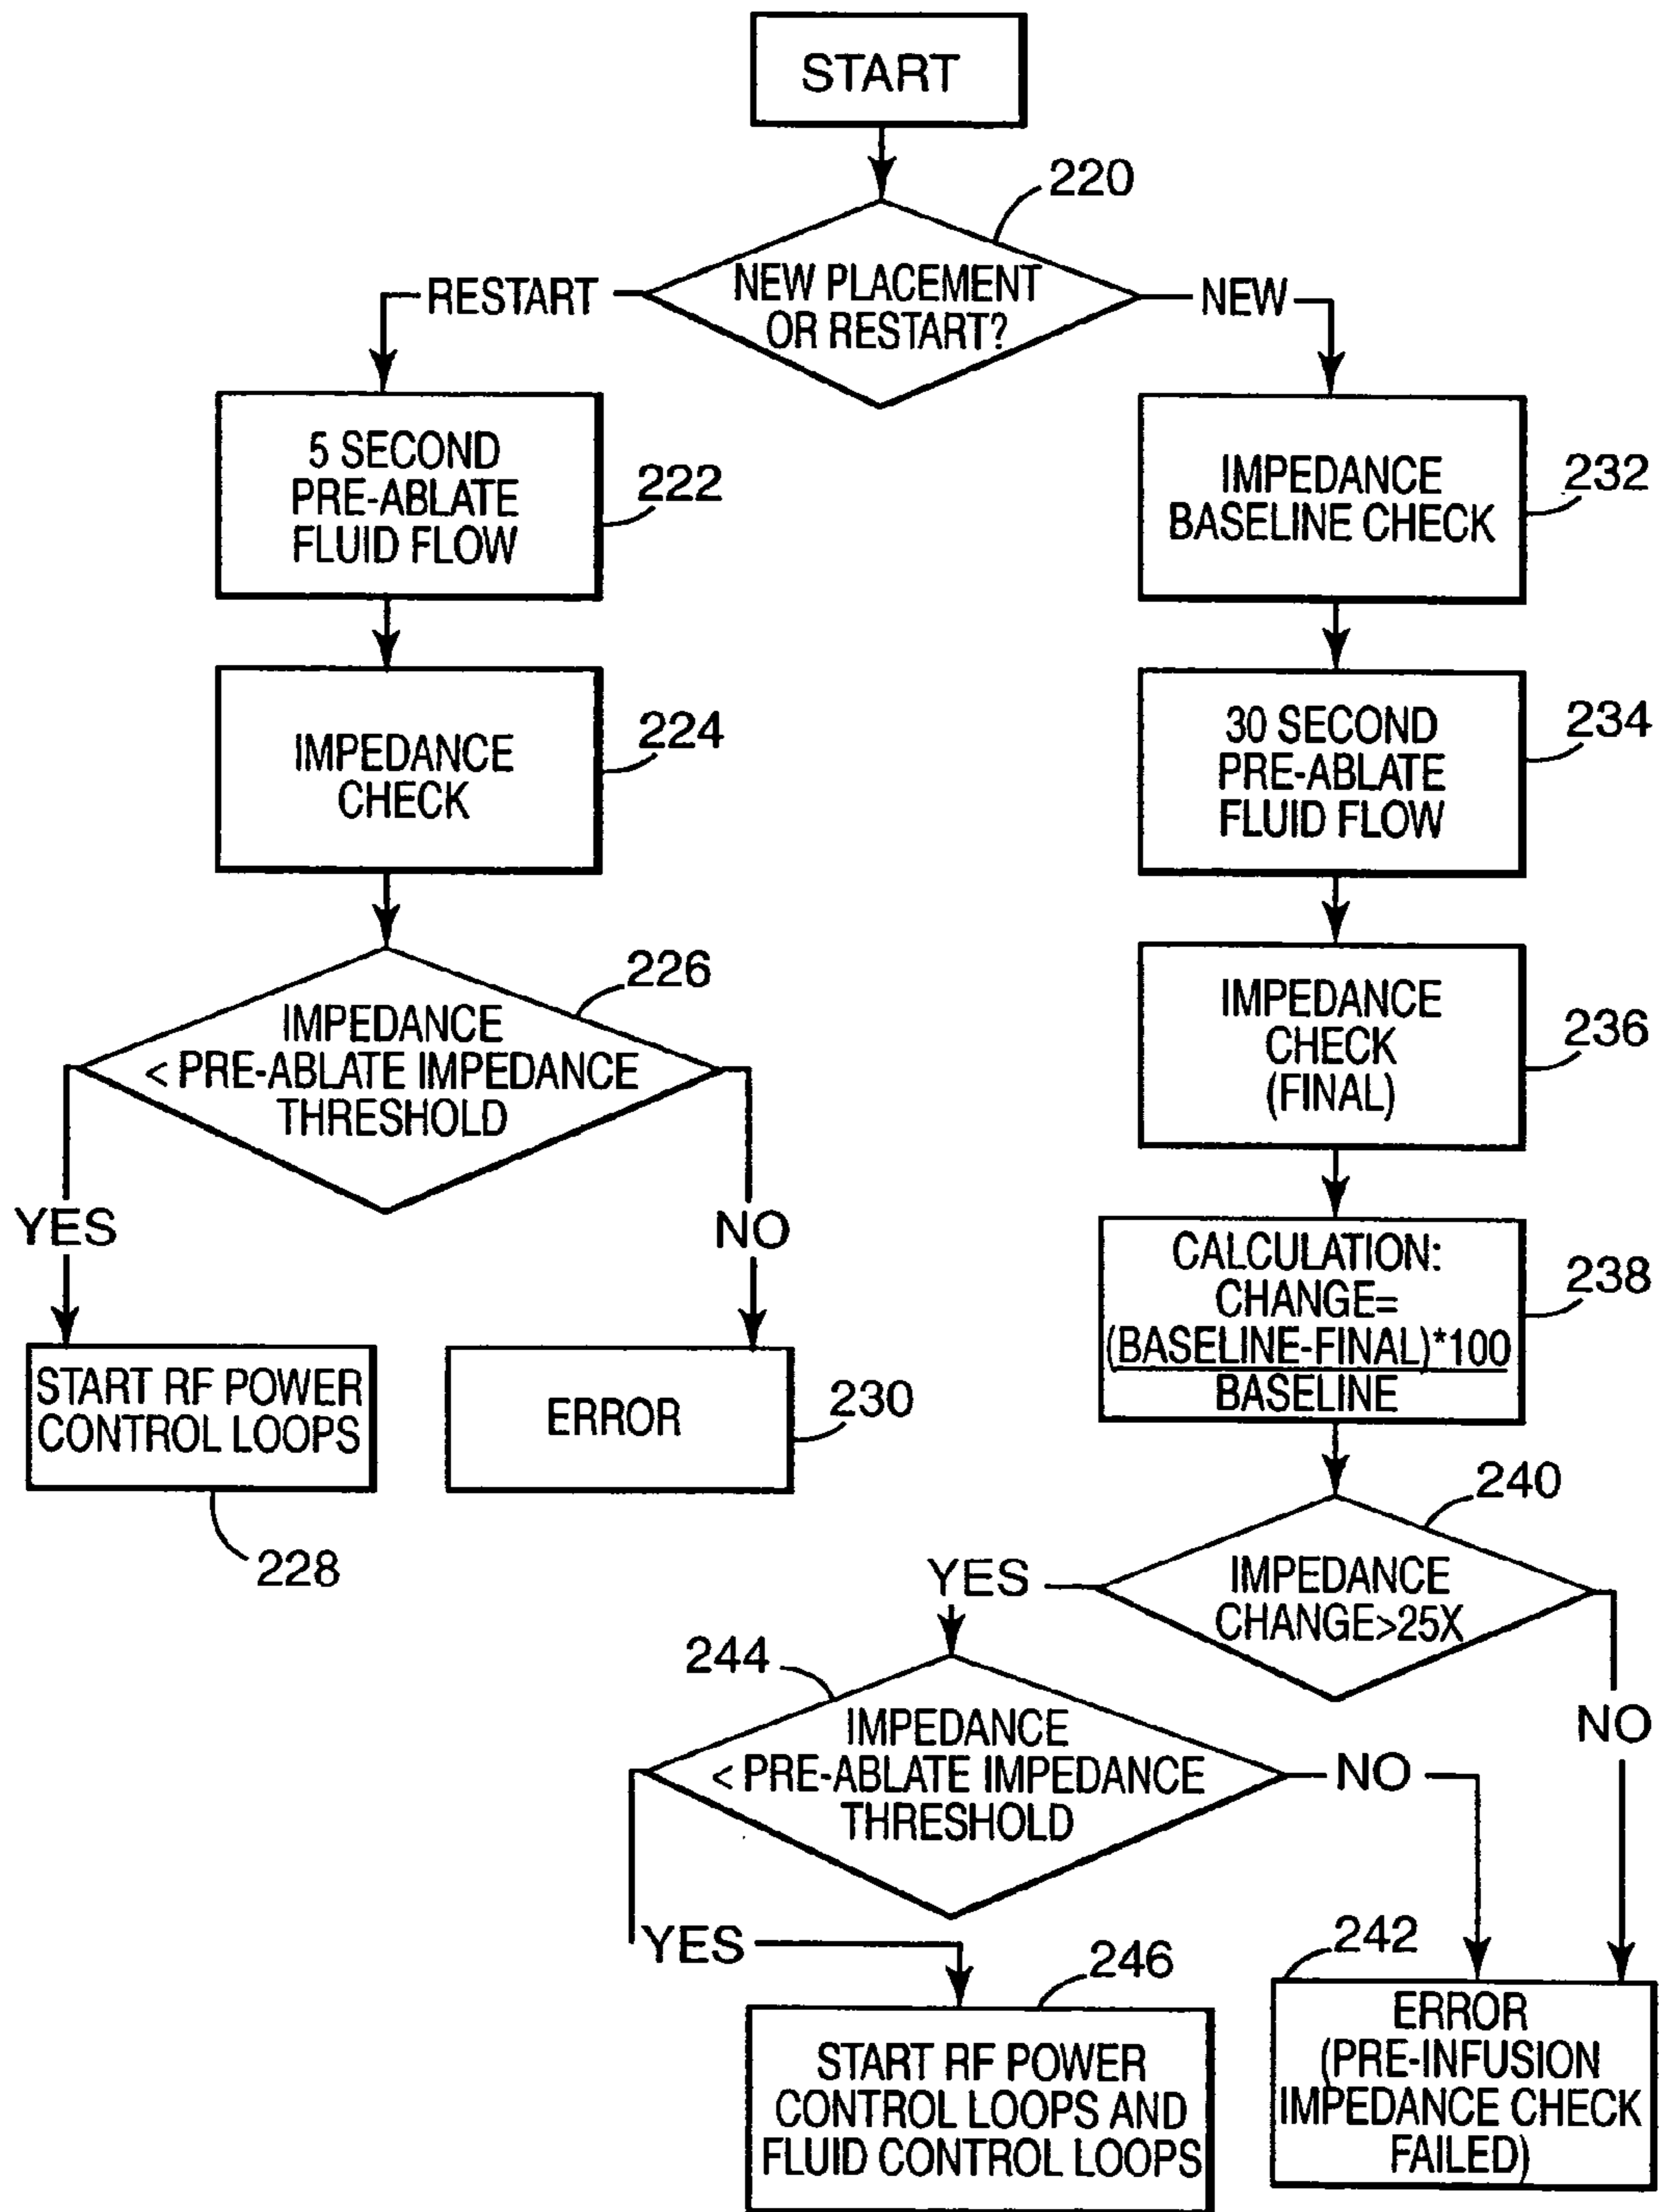 START
220
NEW PLACEMENT
OR RESTART?
RESTART
NEW
5 SECOND
PRE-ABLATE
FLUID FLOW
222
IMPEDANCE
BASELINE CHECK
232
IMPEDANCE
CHECK
224
30 SECOND
PRE-ABLATE
FLUID FLOW
234
226
IMPEDANCE
< PRE-ABLATE IMPEDANCE
THRESHOLD
YES
NO
IMPEDANCE
CHECK
(FINAL)
236
START RF POWER
CONTROL LOOPS
228
ERROR
230
CALCULATION:
CHANGE=
(BASELINE-FINAL)*100
BASELINE
238
240
IMPEDANCE
CHANGE>25X
YES
NO
244
IMPEDANCE
< PRE-ABLATE IMPEDANCE
THRESHOLD
NO
YES
246
START RF POWER
CONTROL LOOPS AND
FLUID CONTROL LOOPS
242
ERROR
(PRE-INFUSION
IMPEDANCE CHECK
FAILED)